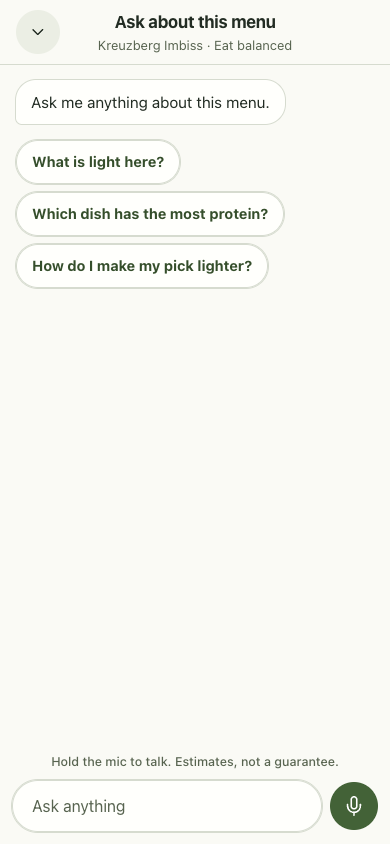 Ask about this menu
Kreuzberg Imbiss · Eat balanced
Ask me anything about this menu.
What is light here?
Which dish has the most protein?
How do I make my pick lighter?
Hold the mic to talk. Estimates, not a guarantee.
Ask anything